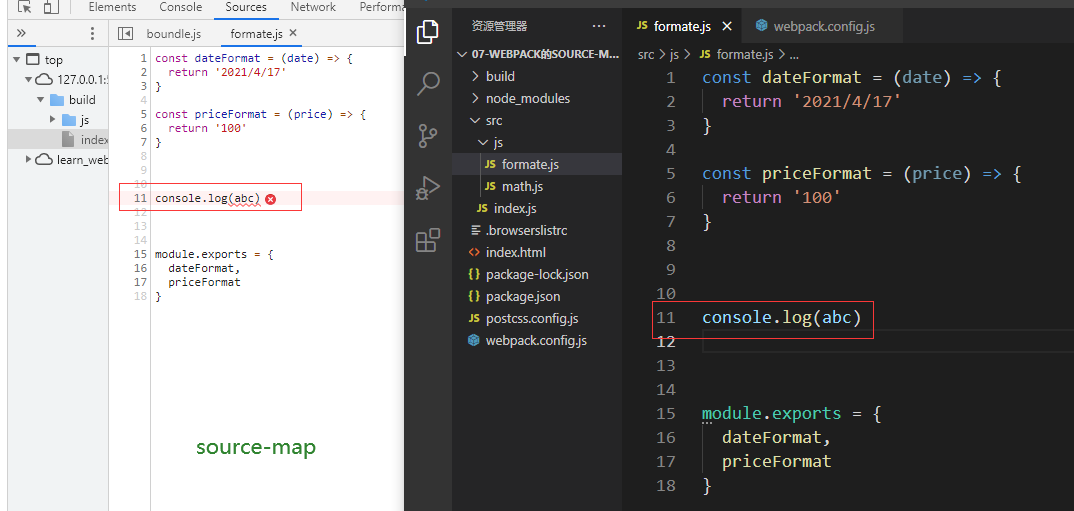 Elements Console Sources Network Performa
»
boundle.js formate.js ×
top
127.0.0.1:5
build
js
index
learn_web
1 const dateFormat = (date) => {
2 return '2021/4/17'
3 }
4
5 const priceFormat = (price) => {
6 return '100'
7 }
8
9
10
11 console.log(abc)
12
13
14
15 module.exports = {
16 dateFormat,
17 priceFormat
18 }
source-map
资源管理器 ···
07-WEBPACK的SOURCE-M...
build
node_modules
src
js
JS formate.js
JS math.js
JS index.js
.browserslistrc
<> index.html
{} package-lock.json
{} package.json
JS postcss.config.js
webpack.config.js
JS formate.js × webpack.config.js
src > js > JS formate.js > ...
1 const dateFormat = (date) => {
2 return '2021/4/17'
3 }
4
5 const priceFormat = (price) => {
6 return '100'
7 }
8
9
10
11 console.log(abc)
12
13
14
15 module.exports = {
16 dateFormat,
17 priceFormat
18 }